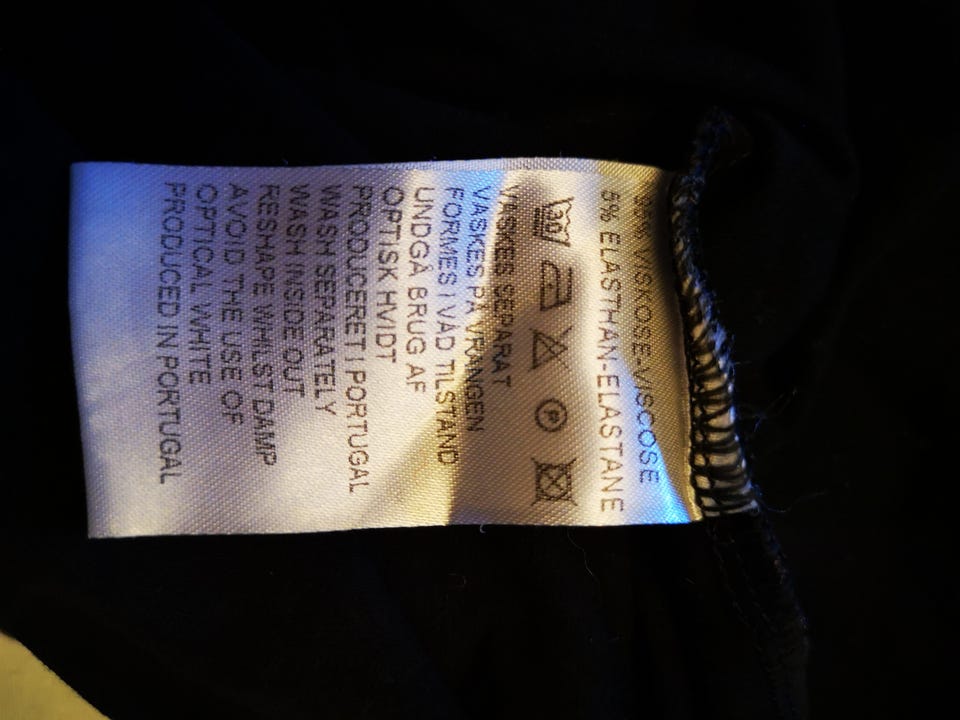 95% VISKOSE-VISCOSE
5% ELASTHAN-ELASTANE
30 P
VASKES SEPARAT
VASKES PÅ VRANGEN
FORMES I VÅD TILSTAND
UNDGÅ BRUG AF
OPTISK HVIDT
PRODUCERET I PORTUGAL
WASH SEPARATELY
WASH INSIDE OUT
RESHAPE WHILST DAMP
AVOID THE USE OF
OPTICAL WHITE
PRODUCED IN PORTUGAL